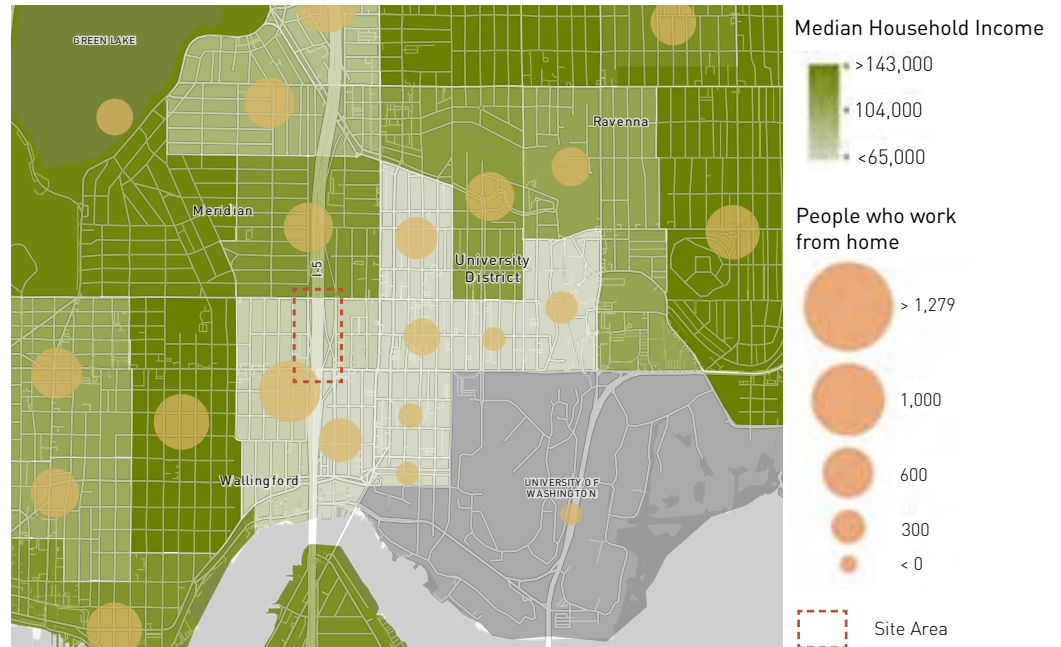 GREEN LAKE
Ravenna
Meridian
I-5
University
District
Wallingford
UNIVERSITY OF
WASHINGTON
Median Household Income
>143,000
104,000
<65,000
People who work
from home
> 1,279
1,000
600
300
< 0
Site Area